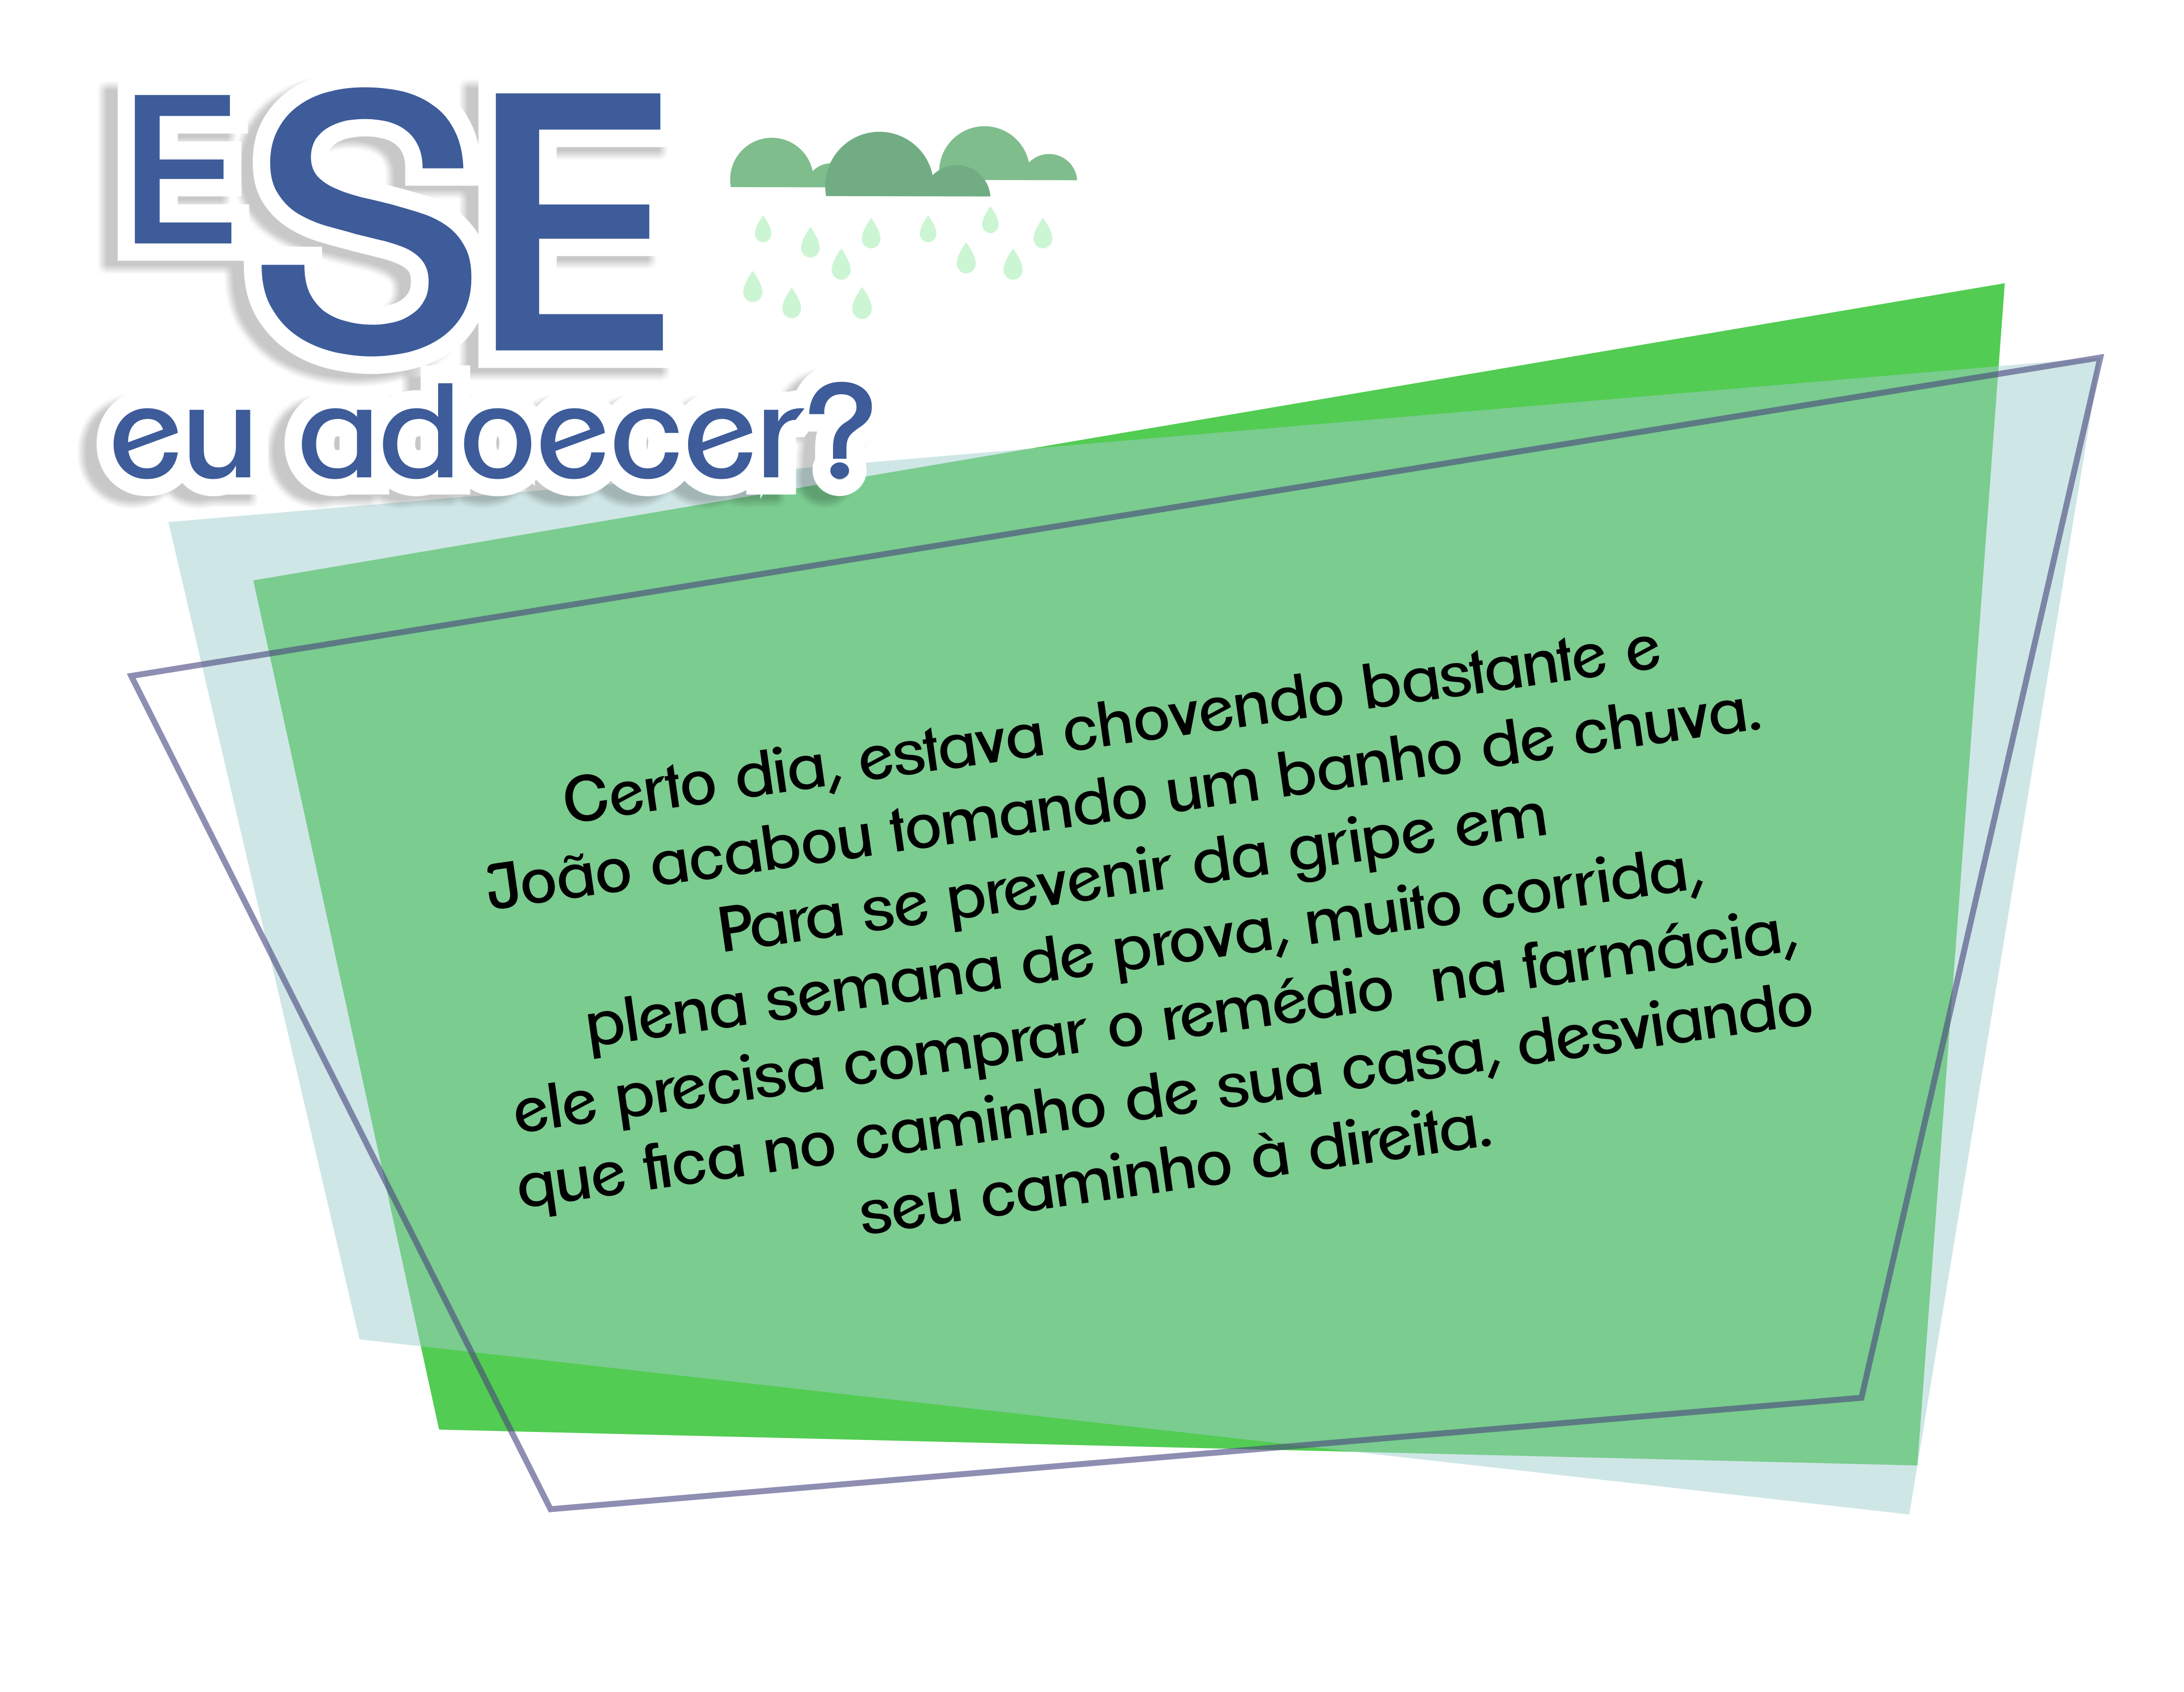 E SE
eu adoecer?
Certo dia, estava chovendo bastante e
João acabou tomando um banho de chuva.
Para se prevenir da gripe em
plena semana de prova, muito corrida,
ele precisa comprar o remédio na farmácia,
que fica no caminho de sua casa, desviando
seu caminho à direita.